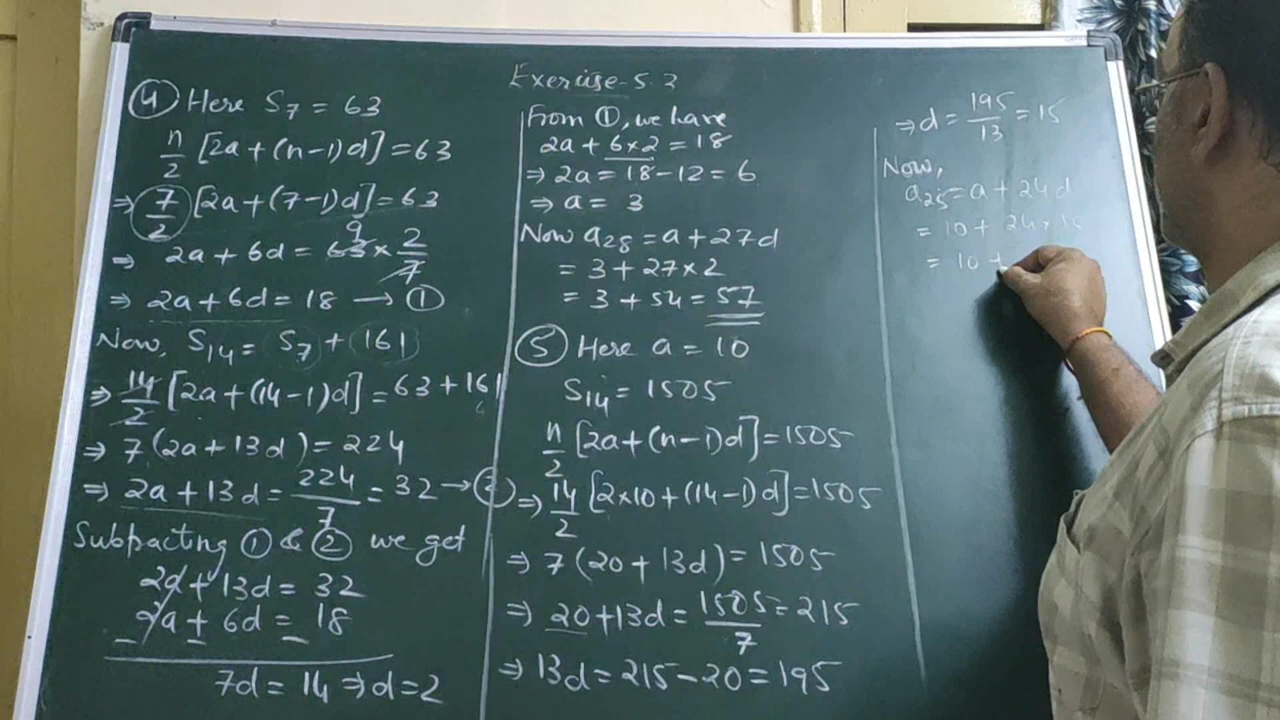 Exercise-5.3
④ Here S₇ = 63
n/2 [2a+(n-1)d] = 63
⇒ 7/2 [2a+(7-1)d] = 63
⇒ 2a + 6d = 63 9 × 2/7
⇒ 2a + 6d = 18 → ①
Now, S₁₄ = S₇ + 161
⇒ 14/2 [2a+(14-1)d] = 63 + 161
⇒ 7(2a + 13d) = 224
⇒ 2a + 13d = 224/7 = 32 → ②
Subtracting ① & ② we get
2a + 13d = 32
2a + 6d = 18
− − −
7d = 14 ⇒ d = 2
From ①, we have
2a + 6×2 = 18
⇒ 2a = 18 - 12 = 6
⇒ a = 3
Now a₂₈ = a + 27d
= 3 + 27×2
= 3 + 54 = 57
⑤ Here a = 10
S₁₄ = 1505
n/2 [2a+(n-1)d] = 1505
⇒ 14/2 [2×10+(14-1)d] = 1505
⇒ 7(20 + 13d) = 1505
⇒ 20 + 13d = 1505/7 = 215
⇒ 13d = 215 - 20 = 195
⇒ d = 195/13 = 15
Now,
a₂₅ = a + 24d
= 10 + 24×15
= 10 +